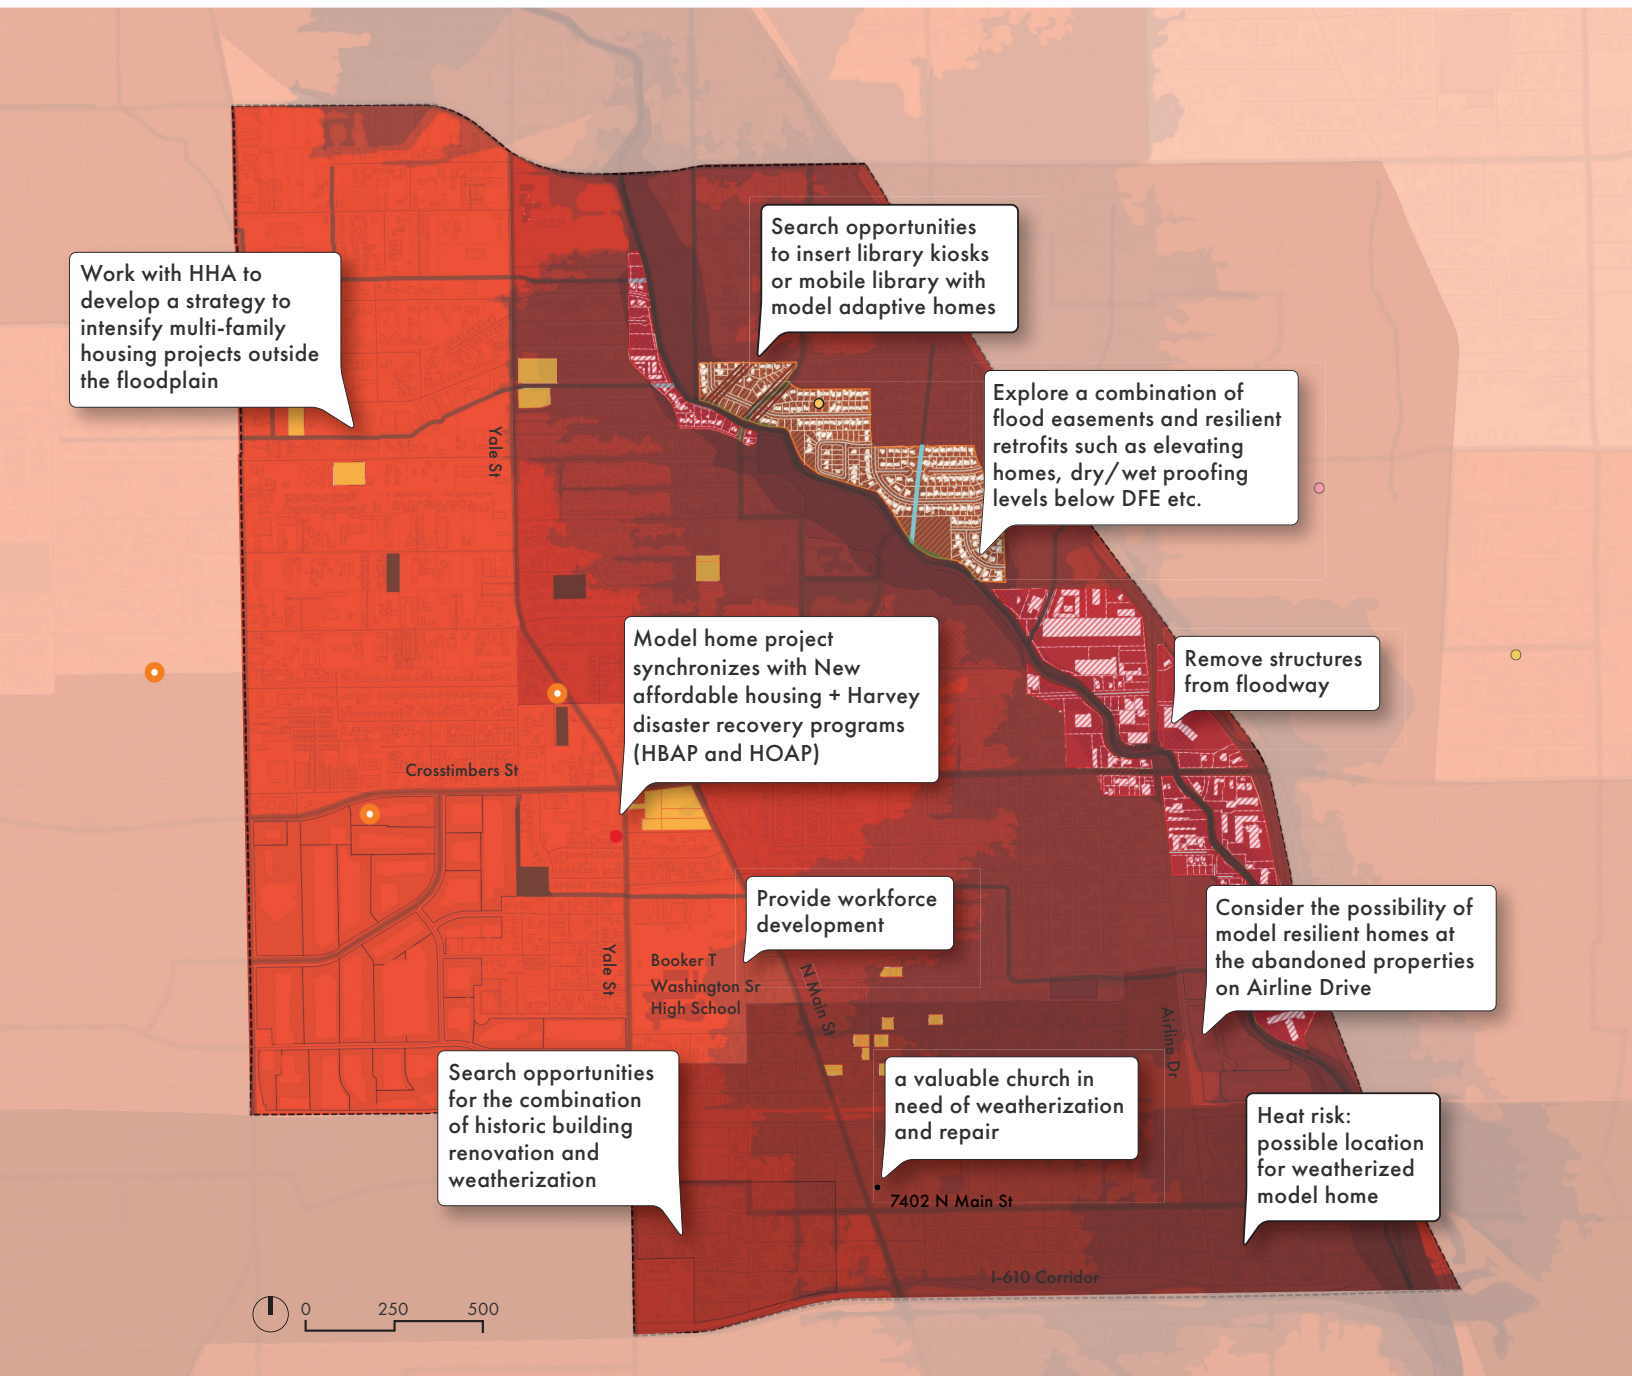 Search opportunities
to insert library kiosks
or mobile library with
model adaptive homes
Work with HHA to
develop a strategy to
intensify multi-family
housing projects outside
the floodplain
Explore a combination of
flood easements and resilient
retrofits such as elevating
homes, dry/wet proofing
levels below DFE etc.
Yale St
Model home project
synchronizes with New
affordable housing + Harvey
disaster recovery programs
(HBAP and HOAP)
Remove structures
from floodway
Crosstimbers St
Provide workforce
development
Consider the possibility of
model resilient homes at
the abandoned properties
on Airline Drive
Yale St
Booker T
Washington Sr
High School
N Main St
Airline Dr
Search opportunities
for the combination
of historic building
renovation and
weatherization
a valuable church in
need of weatherization
and repair
Heat risk:
possible location
for weatherized
model home
7402 N Main St
I-610 Corridor
0 250 500